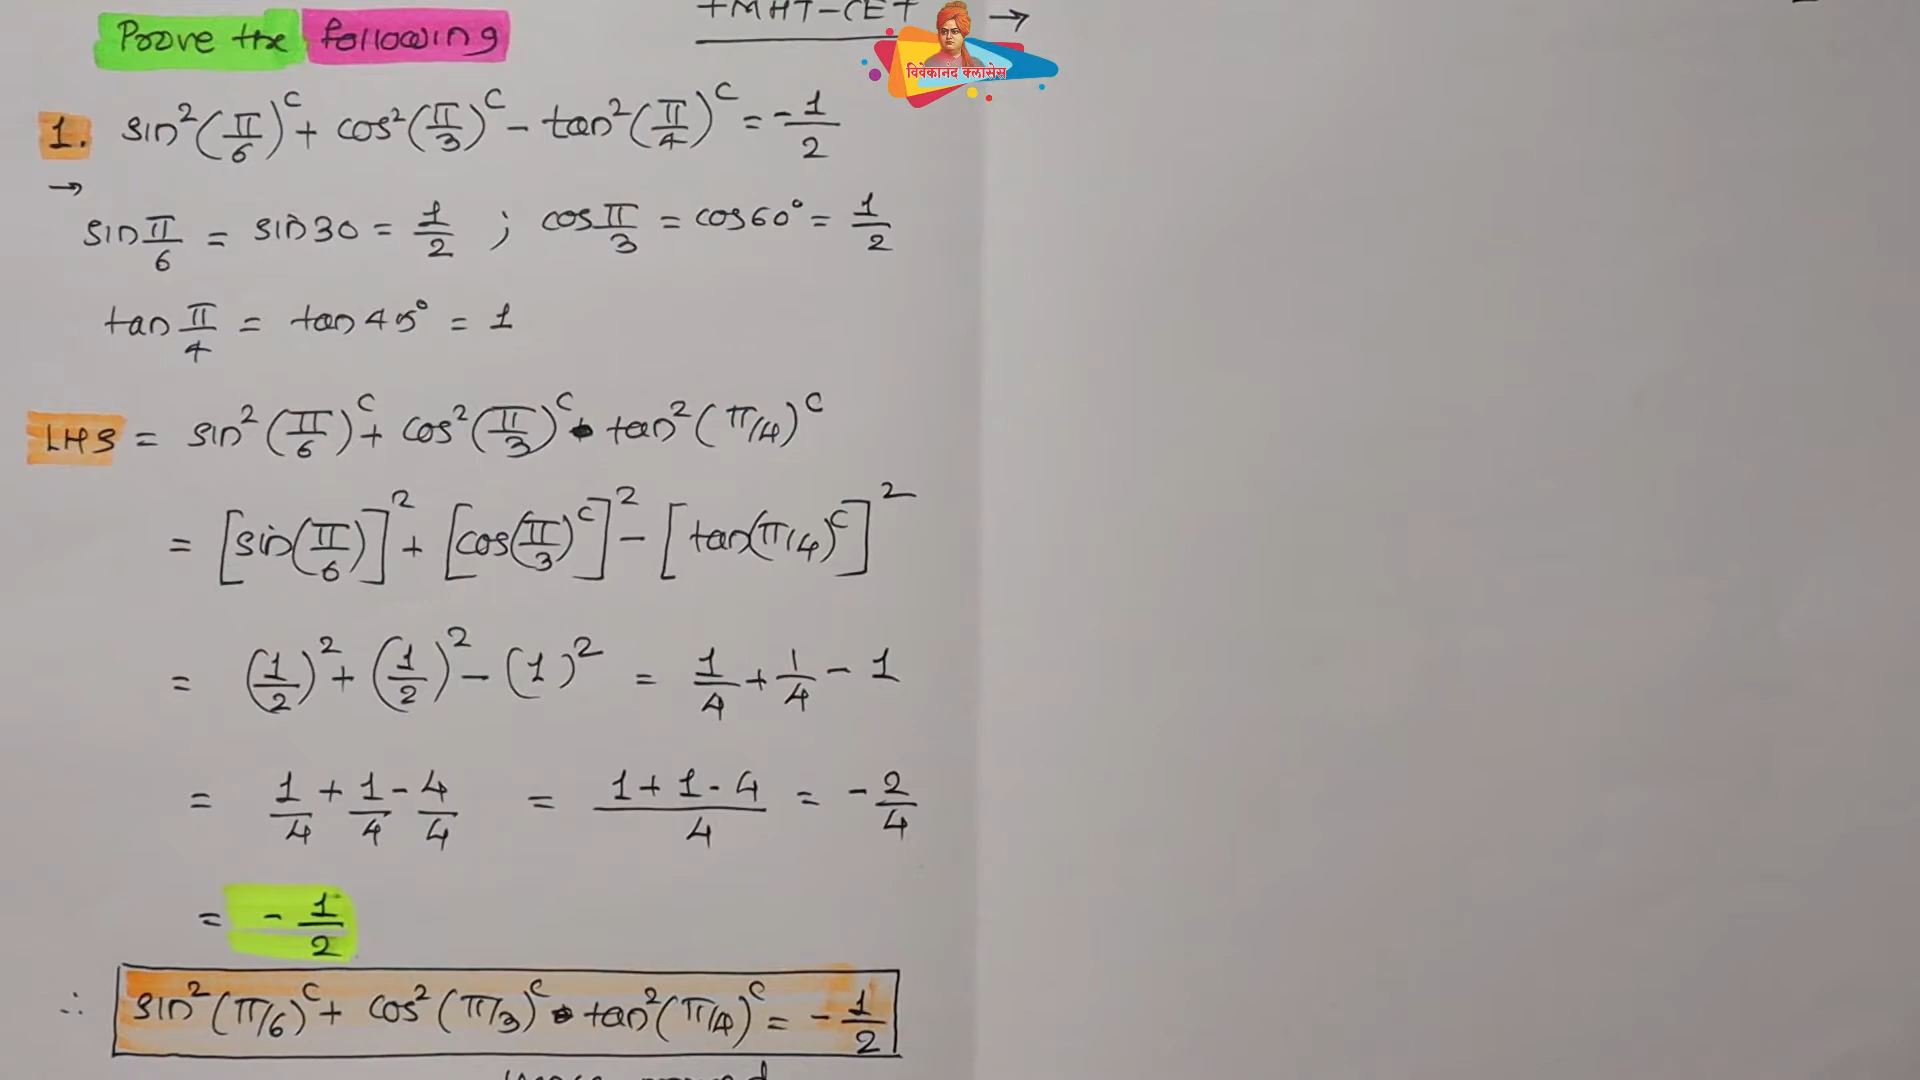 +MHT-CET →
Prove the following
विवेकानंद क्लासेस
1. sin²(π/6)ᶜ + cos²(π/3)ᶜ - tan²(π/4)ᶜ = -1/2
→
sin π/6 = sin 30 = 1/2 ; cos π/3 = cos 60° = 1/2
tan π/4 = tan 45° = 1
LHS = sin²(π/6)ᶜ + cos²(π/3)ᶜ - tan²(π/4)ᶜ
= [sin(π/6)]² + [cos(π/3)ᶜ]² - [tan(π/4)ᶜ]²
= (1/2)² + (1/2)² - (1)² = 1/4 + 1/4 - 1
= 1/4 + 1/4 - 4/4 = (1+1-4)/4 = -2/4
= -1/2
∴ sin²(π/6)ᶜ + cos²(π/3)ᶜ - tan²(π/4)ᶜ = -1/2